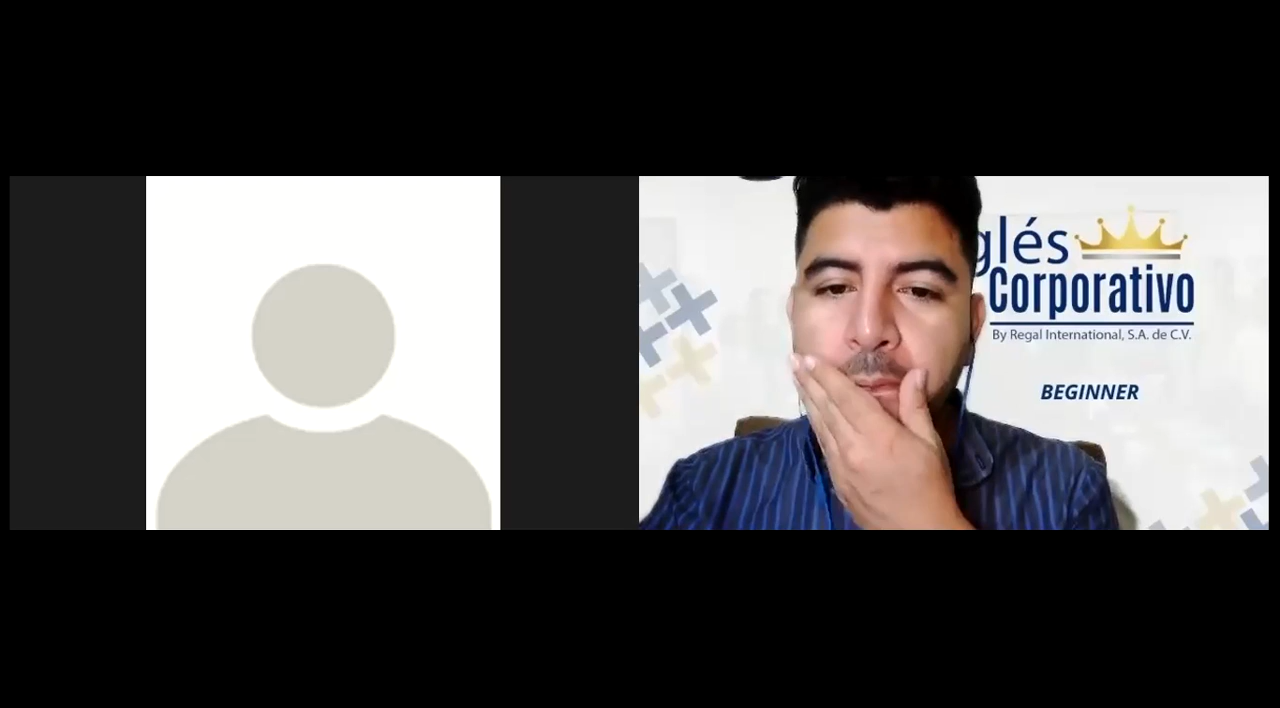 glés
Corporativo
By Regal International, S.A. de C.V.
BEGINNER